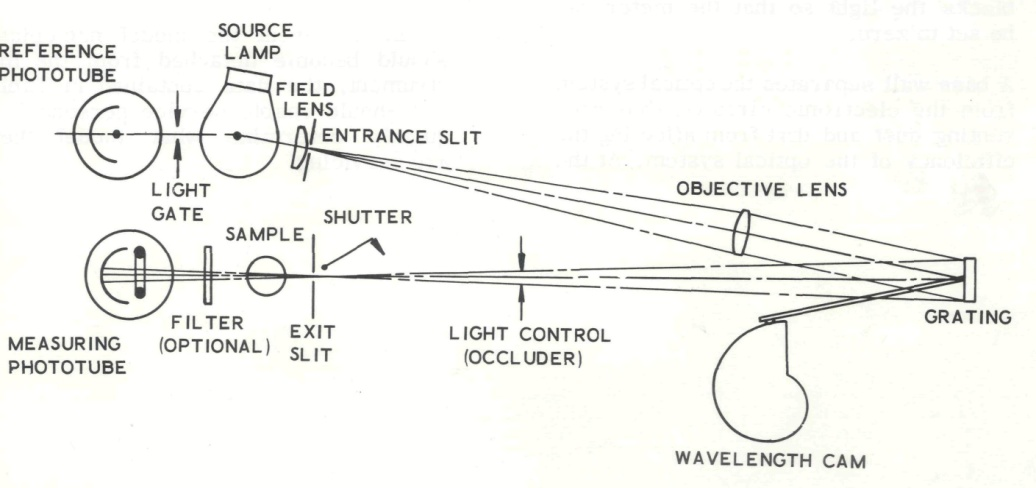 REFERENCE
PHOTOTUBE
SOURCE
LAMP
FIELD
LENS
ENTRANCE SLIT
LIGHT
GATE
OBJECTIVE LENS
SHUTTER
SAMPLE
FILTER
(OPTIONAL)
EXIT
SLIT
LIGHT CONTROL
(OCCLUDER)
GRATING
MEASURING
PHOTOTUBE
WAVELENGTH CAM